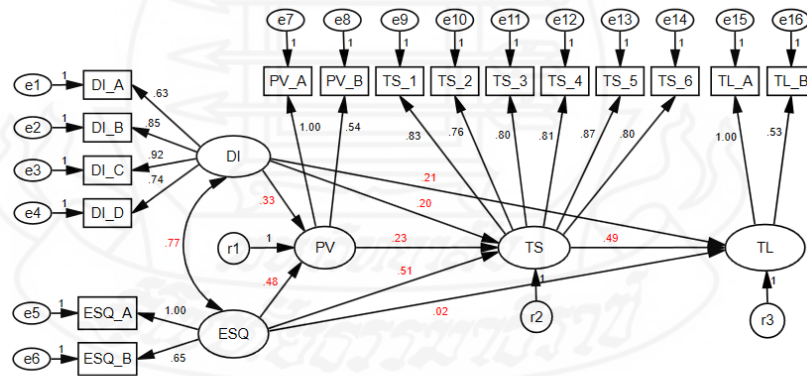 e7 e8 e9 e10 e11 e12 e13 e14 e15 e16
1 1 1 1 1 1 1 1 1 1
PV_A PV_B TS_1 TS_2 TS_3 TS_4 TS_5 TS_6 TL_A TL_B
e1 1 DI_A
.63
e2 1 DI_B
.85
e3 1 DI_C
.92
e4 1 DI_D
.74
1.00 .54 .83 .76 .80 .81 .87 .80 1.00 .53
DI
.21
.20
.33
.77
r1 1 PV .23 TS .49 TL
.48 .51
1 1
.02
e5 1 ESQ_A 1.00
ESQ
r2 r3
e6 1 ESQ_B .65